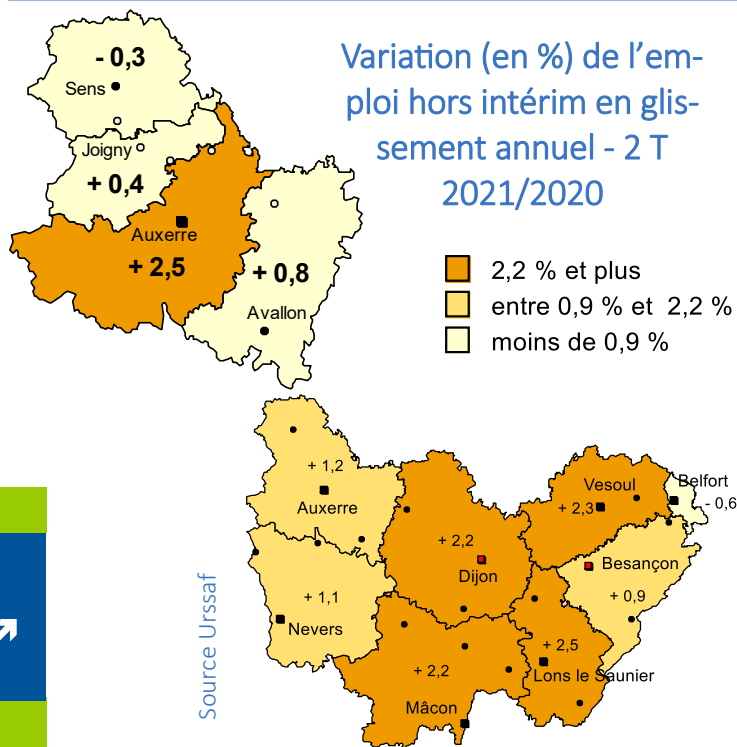 Variation (en %) de l'em-
ploi hors intérim en glis-
sement annuel - 2 T
2021/2020
- 0,3
Sens
Joigny
+ 0,4
Auxerre
+ 2,5
+ 0,8
Avallon
2,2 % et plus
entre 0,9 % et 2,2 %
moins de 0,9 %
+ 1,2
Auxerre
+ 2,2
Dijon
Vesoul
+ 2,3
Belfort
- 0,6
Besançon
+ 0,9
+ 1,1
Nevers
+ 2,5
Lons le Saunier
+ 2,2
Mâcon
Source Urssaf